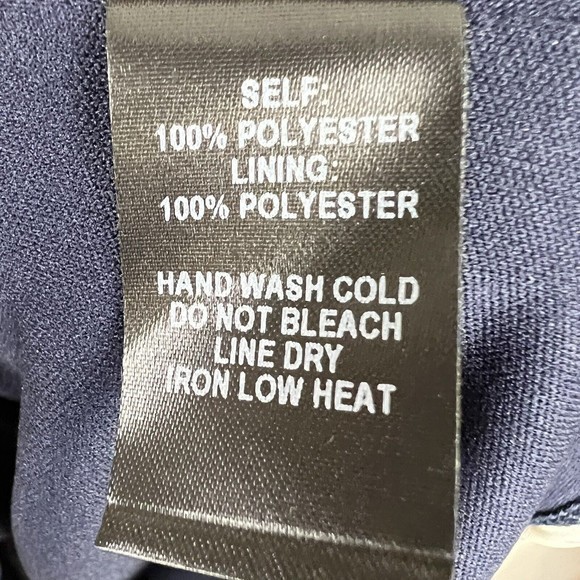 SELF:
100% POLYESTER
LINING:
100% POLYESTER
HAND WASH COLD
DO NOT BLEACH
LINE DRY
IRON LOW HEAT